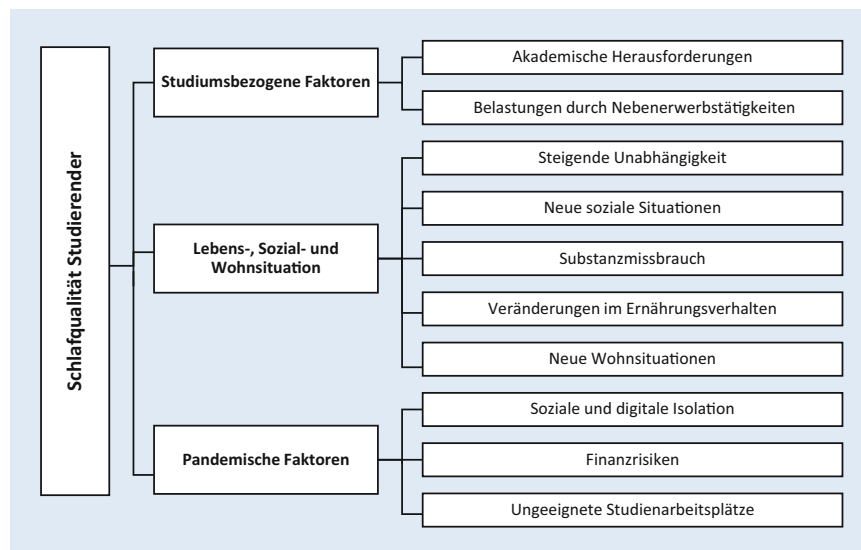 Schlafqualität Studierender
Studiumsbezogene Faktoren
Akademische Herausforderungen
Belastungen durch Nebenerwerbstätigkeiten
Lebens-, Sozial- und
Wohnsituation
Steigende Unabhängigkeit
Neue soziale Situationen
Substanzmissbrauch
Veränderungen im Ernährungsverhalten
Neue Wohnsituationen
Pandemische Faktoren
Soziale und digitale Isolation
Finanzrisiken
Ungeeignete Studienarbeitsplätze